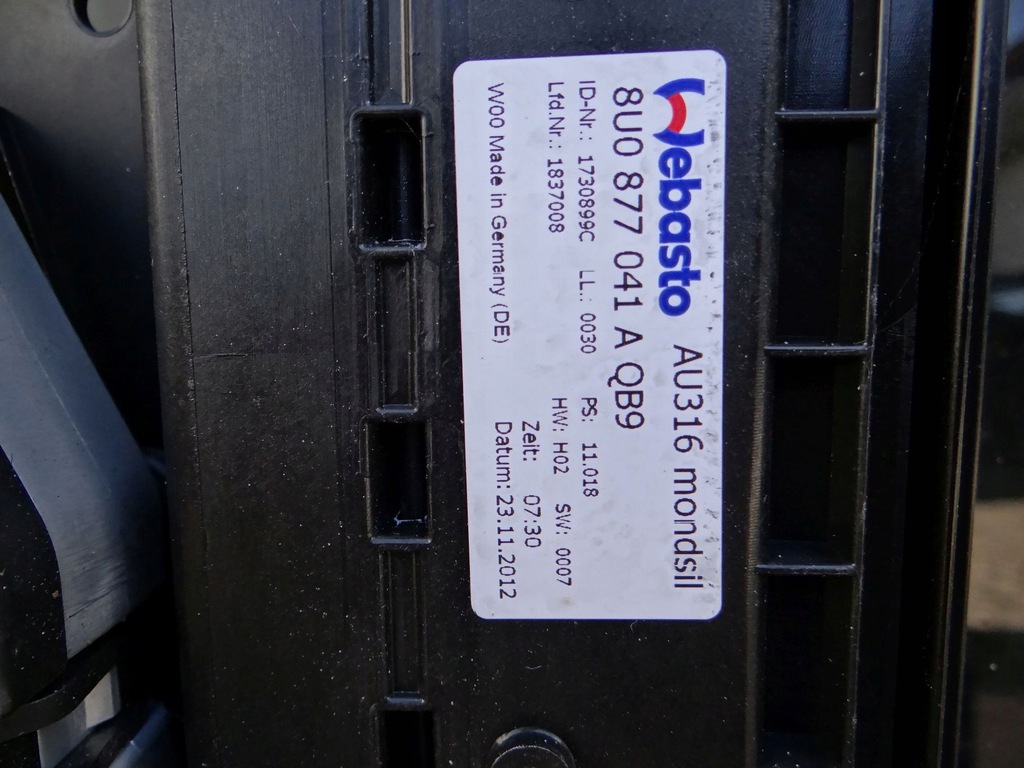 Webasto AU316 mondsil
8U0 877 041 A QB9
ID-Nr.: 1730899C LL.: 0030 PS: 11.018
Lfd.Nr.: 1837008 HW: H02 SW: 0007
Zeit: 07:30
W00 Made in Germany (DE) Datum: 23.11.2012